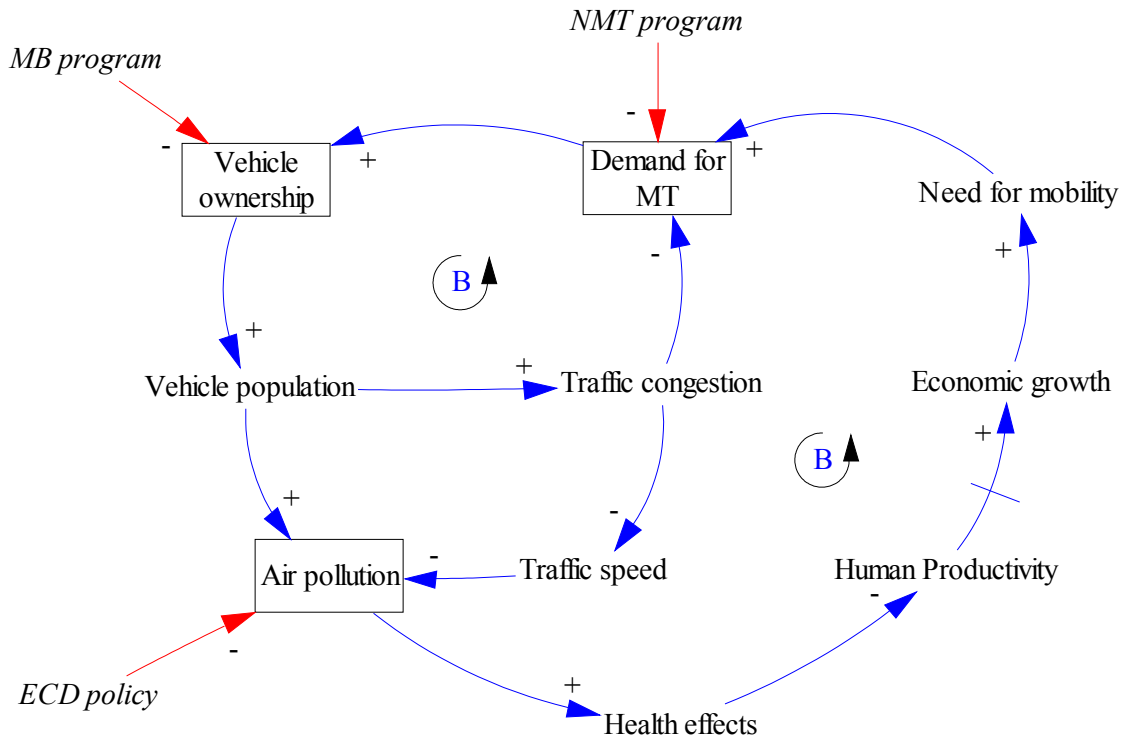 NMT program
MB program
-
-
+
+
Vehicle
ownership
Demand for
MT
Need for mobility
-
+
B
+
+
Vehicle population
Traffic congestion
Economic growth
+
B
+
-
-
Air pollution
Traffic speed
Human Productivity
-
-
ECD policy
+
Health effects